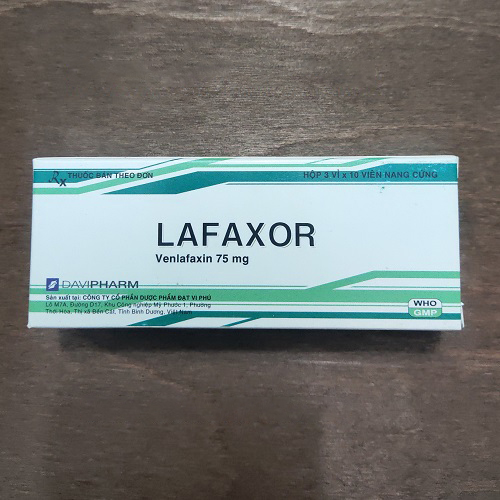 Rx THUỐC BÁN THEO ĐƠN
HỘP 3 VỈ x 10 VIÊN NANG CỨNG
LAFAXOR
Venlafaxin 75 mg
DAVIPHARM
Sản xuất tại: CÔNG TY CỔ PHẦN DƯỢC PHẨM ĐẠT VI PHÚ
Lô M7A, Đường D17, Khu Công nghiệp Mỹ Phước 1, Phường
Thới Hòa, Thị xã Bến Cát, Tỉnh Bình Dương, Việt Nam
WHO
GMP